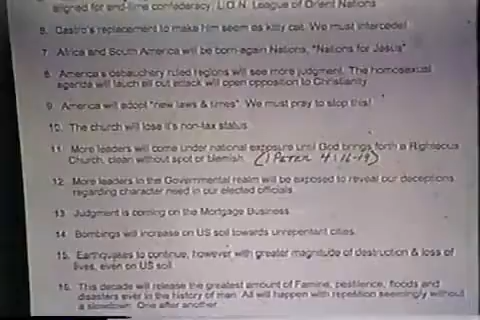 aligned for end-time confederacy, L.O.N. League of Orient Nations
6. Castro's replacement to make him seem as kitty cat. We must intercede!
7. Africa and South America will be born-again Nations, "Nations for Jesus"
8. America's debauchery ruled regions will see more judgment. The homosexual
agenda will lauch all out attack will open opposition to Christianity.
9. America will adopt "new laws & times". We must pray to stop this!
10. The church will lose it's non-tax status.
11. More leaders will come under national exposure until God brings forth a Righteous
Church, clean without spot or blemish. (1 PETER 4:16-19)
12. More leaders in the Governmental realm will be exposed to reveal our deceptions
regarding character need in our elected officials.
13. Judgment is coming on the Mortgage Business.
14. Bombings will increase on US soil towards unrepentant cities.
15. Earthquakes to continue, however with greater magnitude of destruction & loss of
lives, even on US soil.
16. This decade will release the greatest amount of Famine, pestilence, floods and
disasters ever in the history of man. All will happen with repetition seemingly without
a slowdown. One after another.